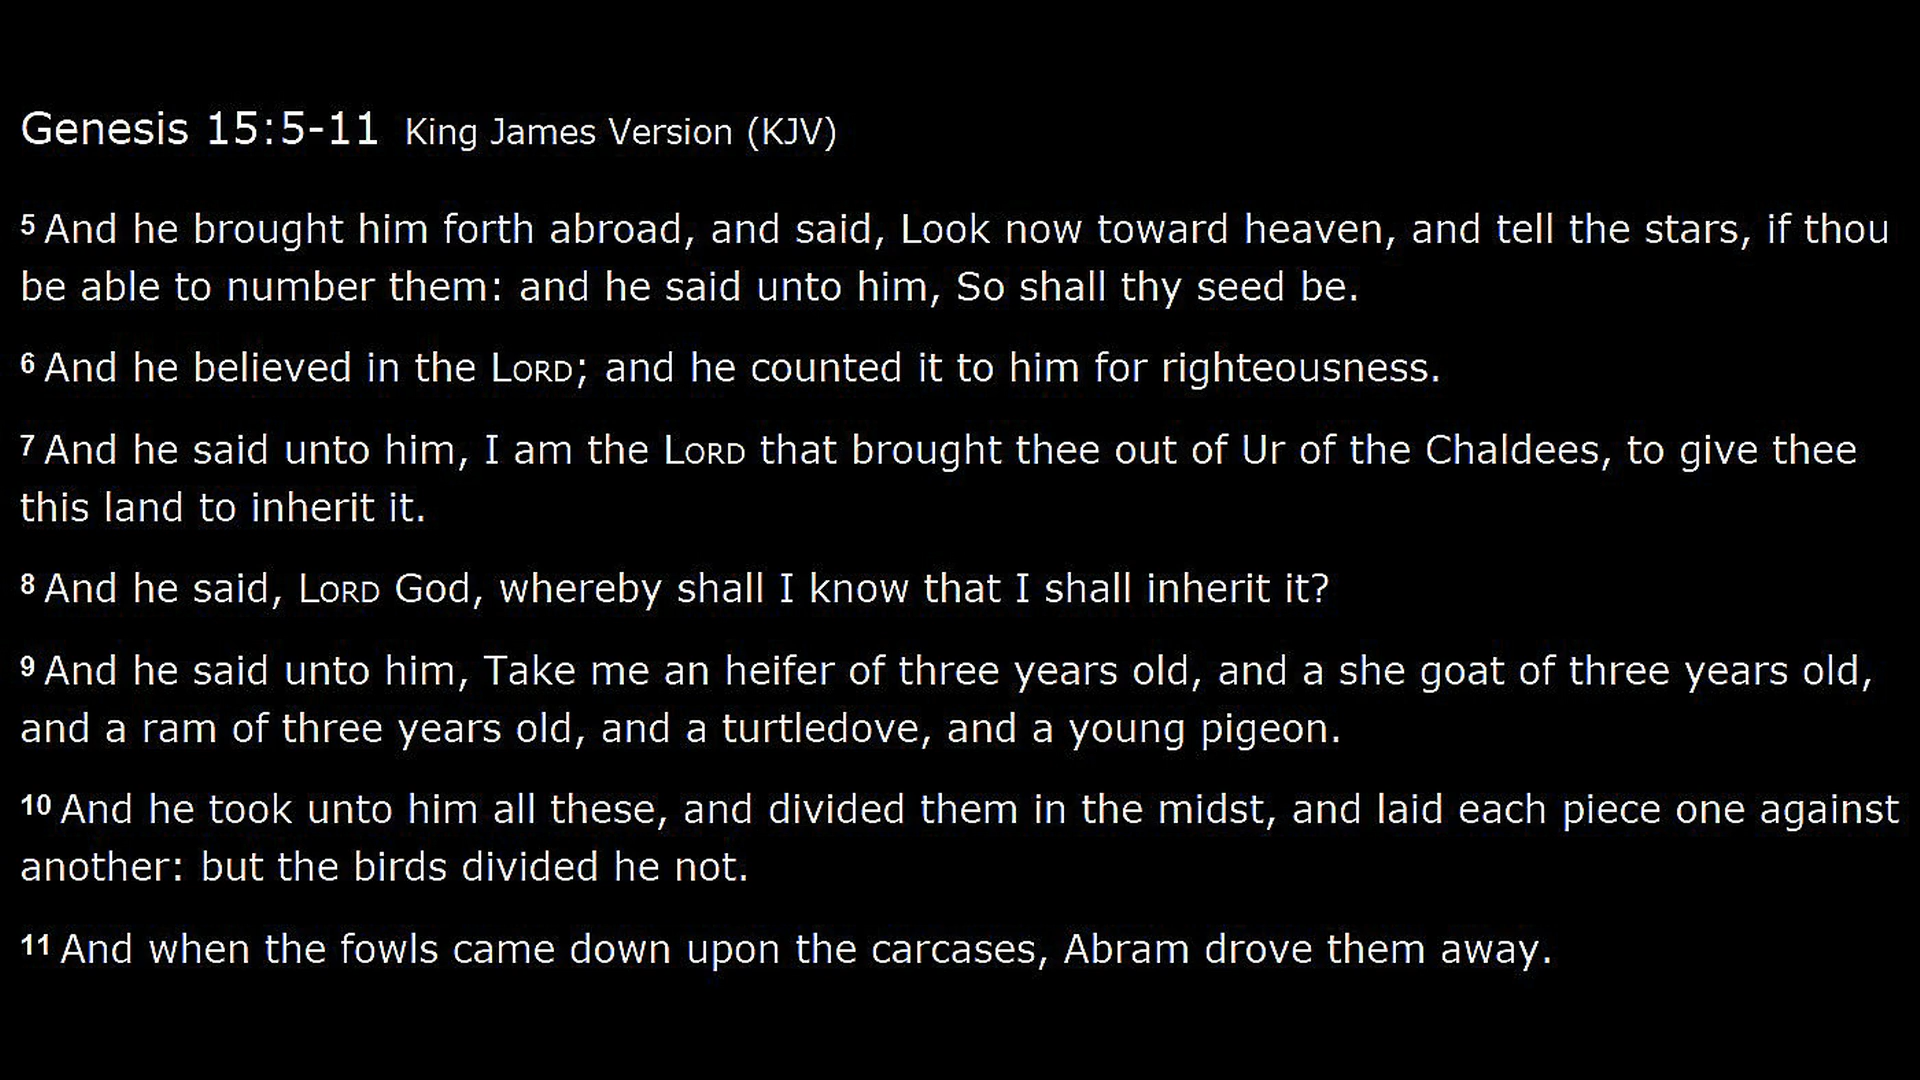 Genesis 15:5-11 King James Version (KJV)
5 And he brought him forth abroad, and said, Look now toward heaven, and tell the stars, if thou
be able to number them: and he said unto him, So shall thy seed be.
6 And he believed in the LORD; and he counted it to him for righteousness.
7 And he said unto him, I am the LORD that brought thee out of Ur of the Chaldees, to give thee
this land to inherit it.
8 And he said, LORD God, whereby shall I know that I shall inherit it?
9 And he said unto him, Take me an heifer of three years old, and a she goat of three years old,
and a ram of three years old, and a turtledove, and a young pigeon.
10 And he took unto him all these, and divided them in the midst, and laid each piece one against
another: but the birds divided he not.
11 And when the fowls came down upon the carcases, Abram drove them away.